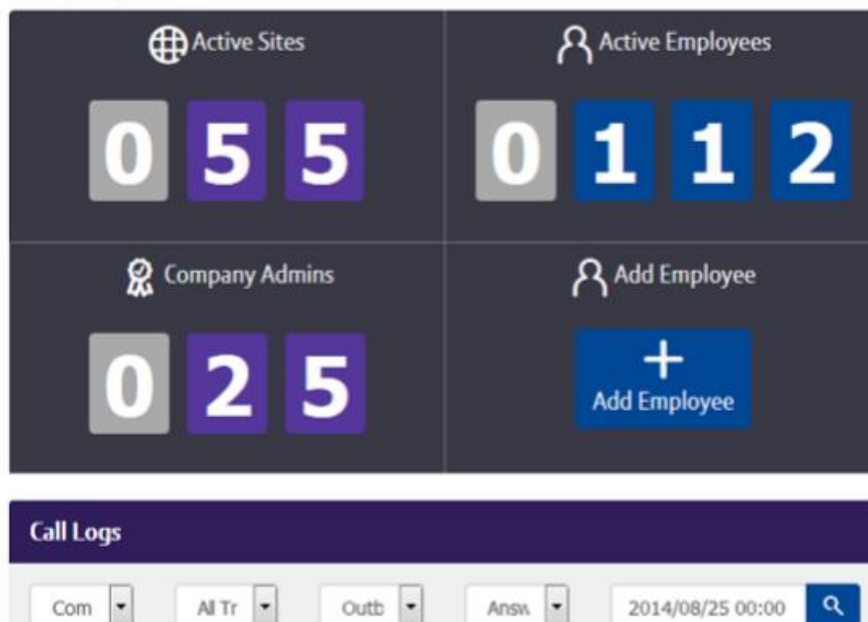 Active Sites
Active Employees
0 5 5
0 1 1 2
Company Admins
Add Employee
0 2 5
Add Employee
Call Logs
Com
All Tr
Outb
Answ
2014/08/25 00:00